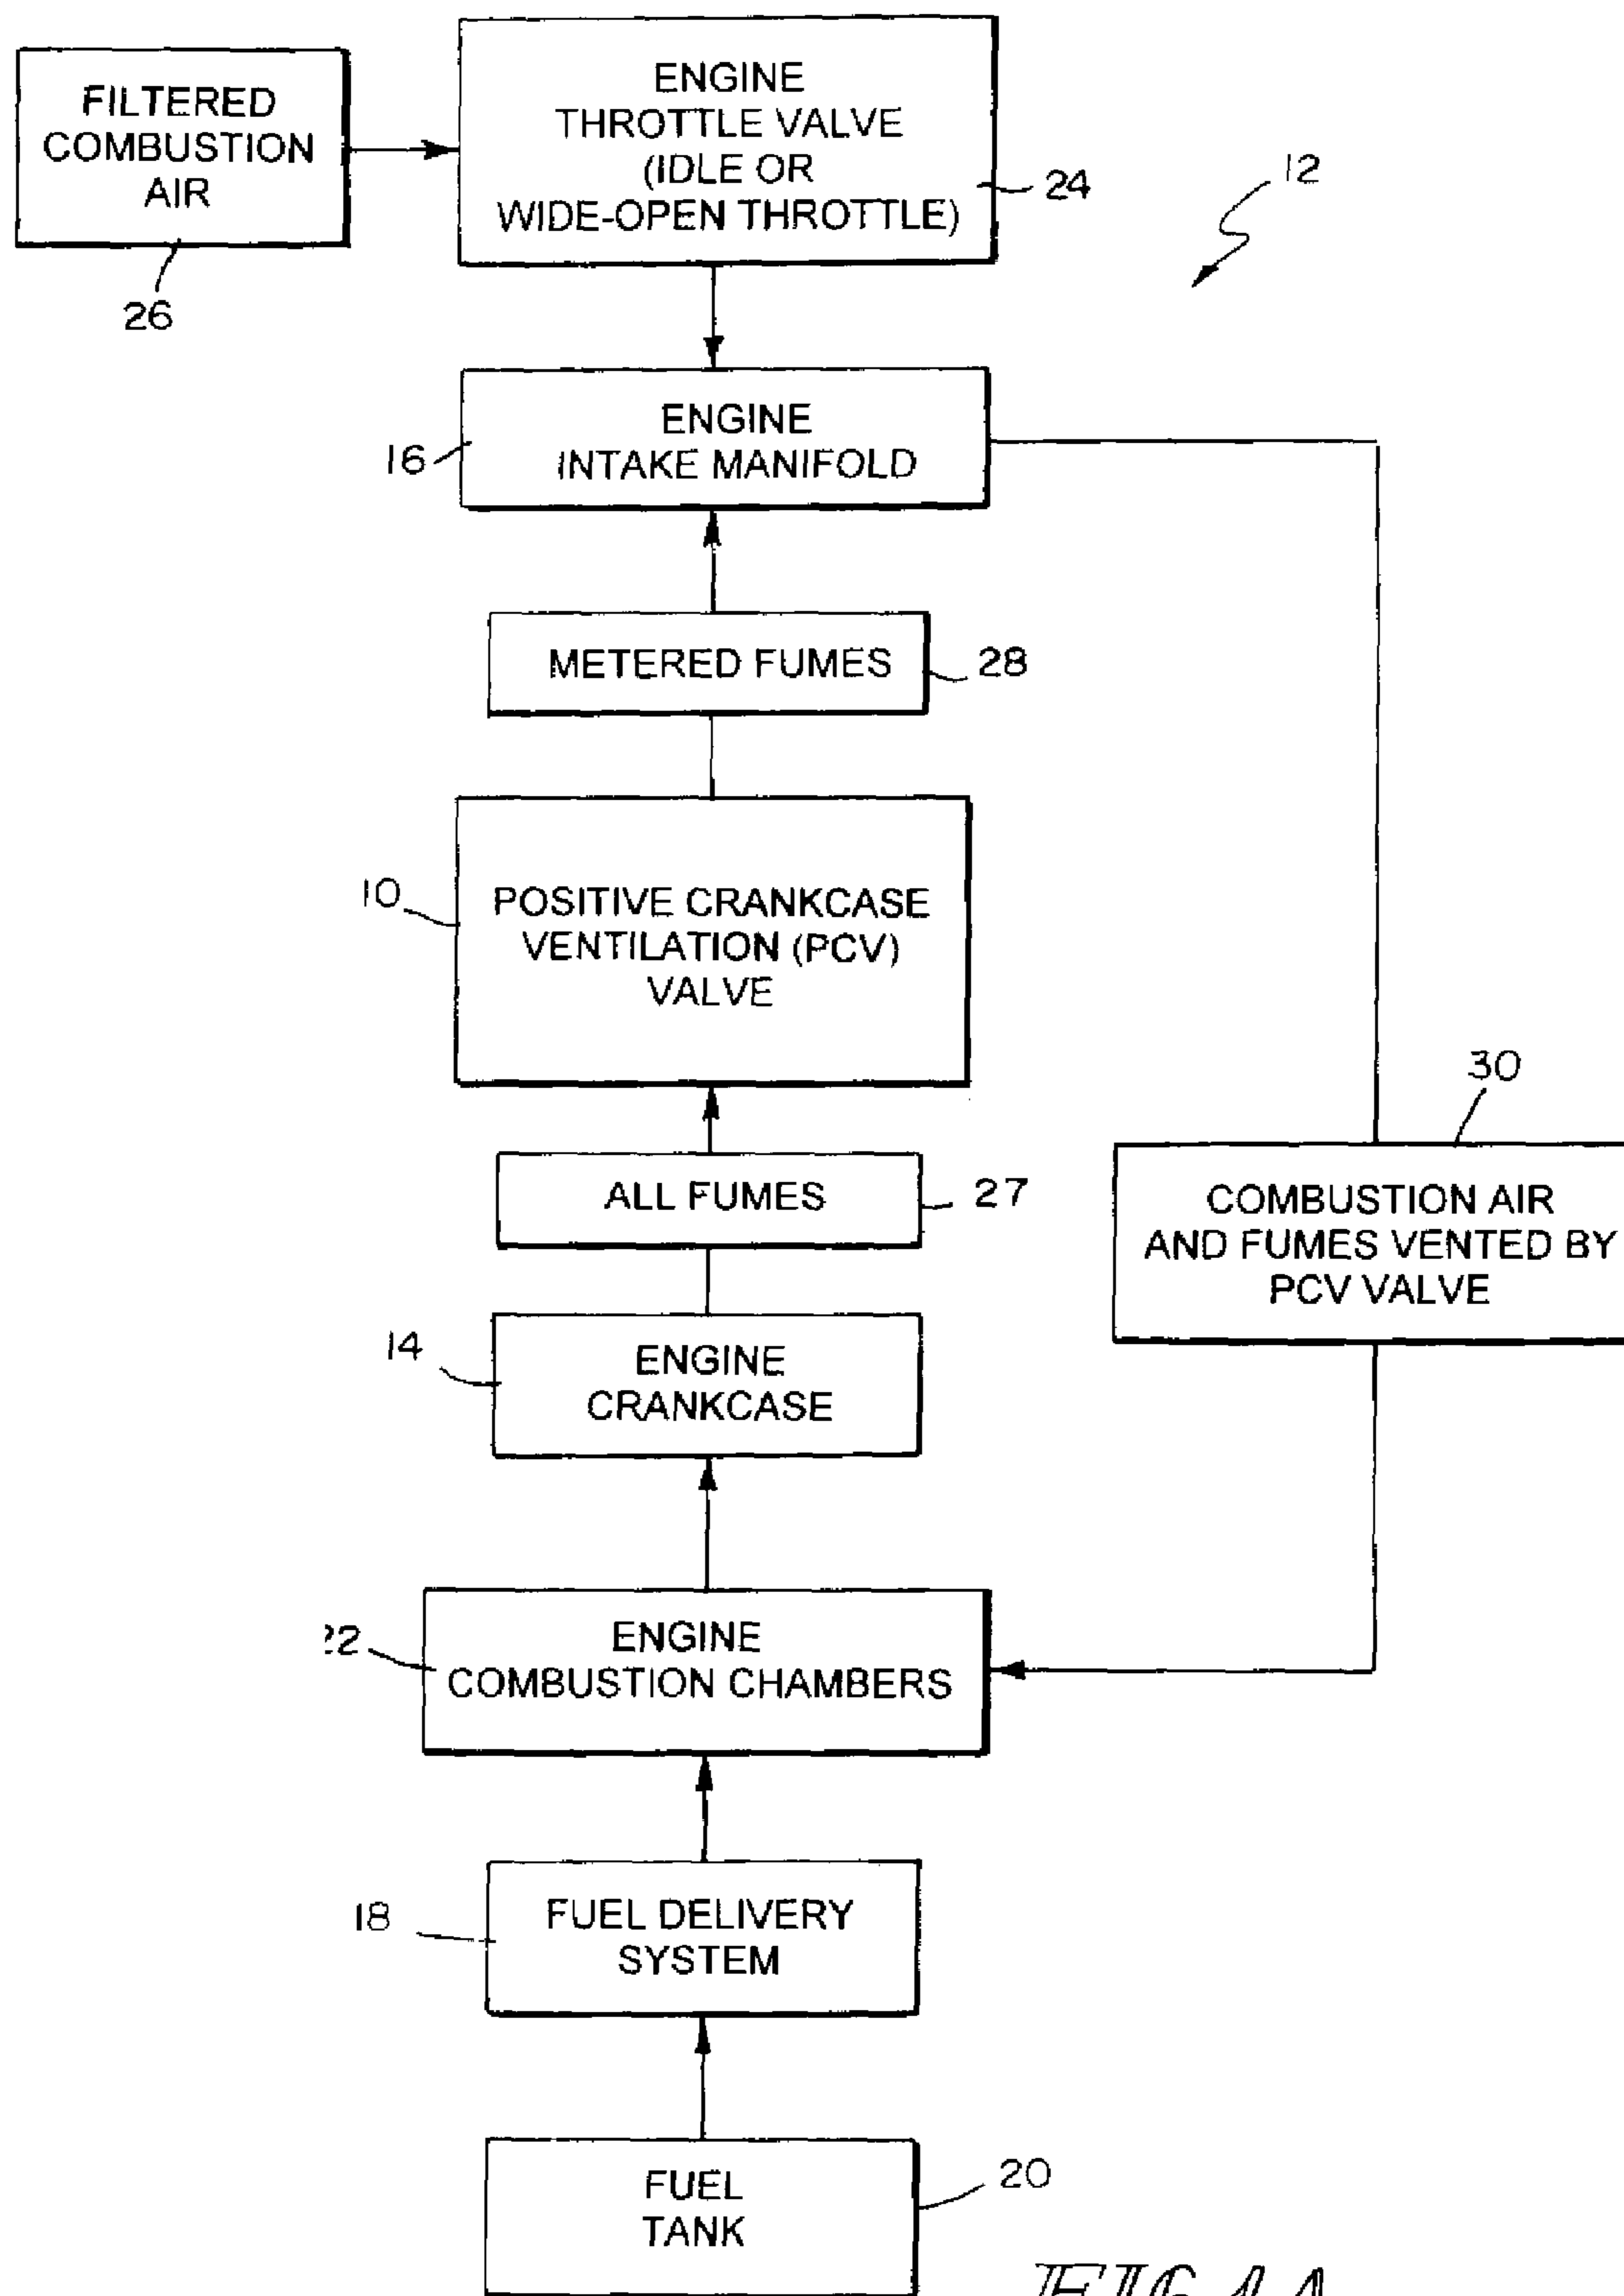 FILTERED
COMBUSTION
AIR
26
ENGINE
THROTTLE VALVE
(IDLE OR
WIDE-OPEN THROTTLE)
24
12
ENGINE
INTAKE MANIFOLD
16
METERED FUMES
28
POSITIVE CRANKCASE
VENTILATION (PCV)
VALVE
10
30
COMBUSTION AIR
AND FUMES VENTED BY
PCV VALVE
ALL FUMES
27
ENGINE
CRANKCASE
14
ENGINE
COMBUSTION CHAMBERS
22
FUEL DELIVERY
SYSTEM
18
FUEL
TANK
20